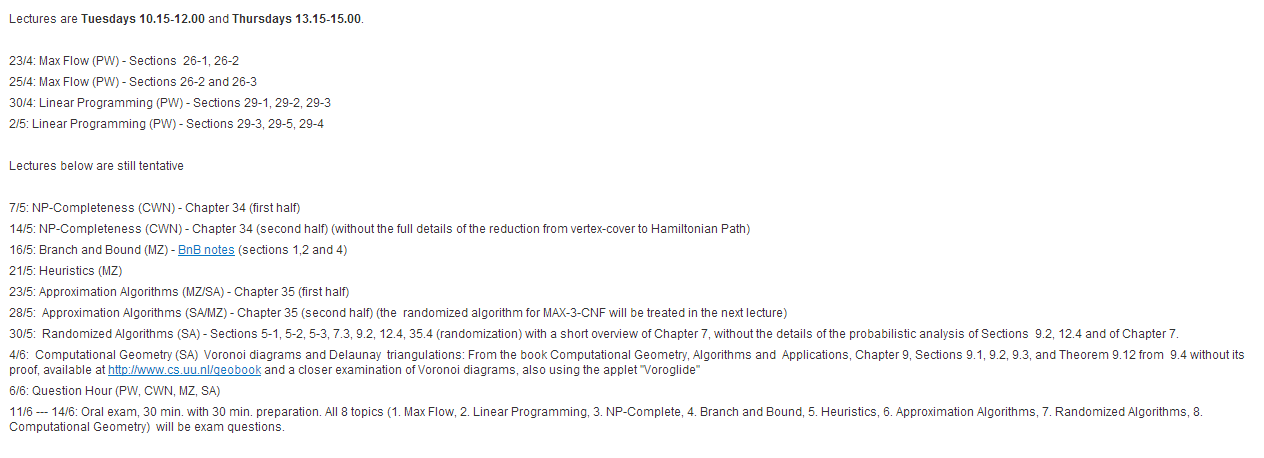 Lectures are Tuesdays 10.15-12.00 and Thursdays 13.15-15.00.
23/4: Max Flow (PW) - Sections  26-1, 26-2
25/4: Max Flow (PW) - Sections 26-2 and 26-3
30/4: Linear Programming (PW) - Sections 29-1, 29-2, 29-3
2/5: Linear Programming (PW) - Sections 29-3, 29-5, 29-4
Lectures below are still tentative
7/5: NP-Completeness (CWN) - Chapter 34 (first half)
14/5: NP-Completeness (CWN) - Chapter 34 (second half) (without the full details of the reduction from vertex-cover to Hamiltonian Path)
16/5: Branch and Bound (MZ) - BnB notes (sections 1,2 and 4)
21/5: Heuristics (MZ)
23/5: Approximation Algorithms (MZ/SA) - Chapter 35 (first half)
28/5:  Approximation Algorithms (SA/MZ) - Chapter 35 (second half) (the  randomized algorithm for MAX-3-CNF will be treated in the next lecture)
30/5:  Randomized Algorithms (SA) - Sections 5-1, 5-2, 5-3, 7.3, 9.2, 12.4, 35.4 (randomization) with a short overview of Chapter 7, without the details of the probabilistic analysis of Sections  9.2, 12.4 and of Chapter 7.
4/6:  Computational Geometry (SA)  Voronoi diagrams and Delaunay  triangulations: From the book Computational Geometry, Algorithms and  Applications, Chapter 9, Sections 9.1, 9.2, 9.3, and Theorem 9.12 from  9.4 without its
proof, available at http://www.cs.uu.nl/geobook and a closer examination of Voronoi diagrams, also using the applet "Voroglide"
6/6: Question Hour (PW, CWN, MZ, SA)
11/6 --- 14/6: Oral exam, 30 min. with 30 min. preparation. All 8 topics (1. Max Flow, 2. Linear Programming, 3. NP-Complete, 4. Branch and Bound, 5. Heuristics, 6. Approximation Algorithms, 7. Randomized Algorithms, 8.
Computational Geometry)  will be exam questions.